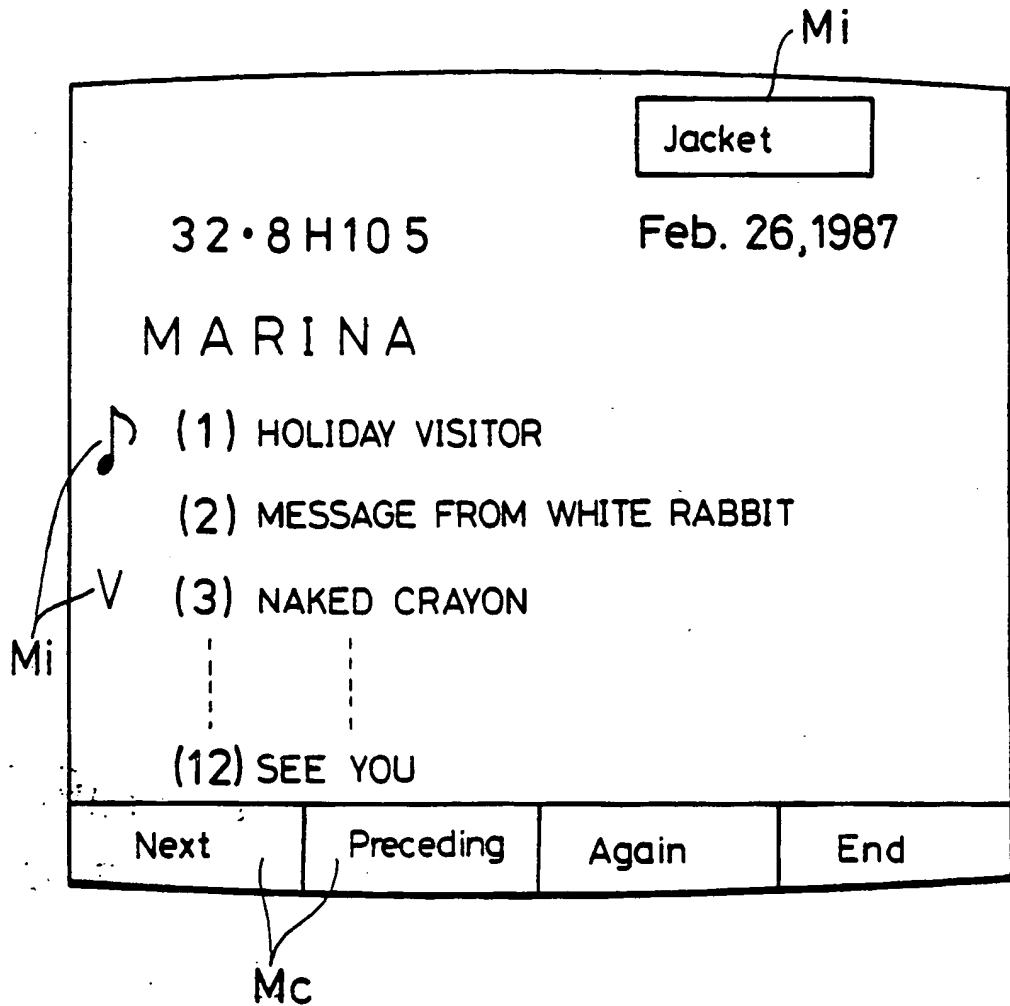 Mi
Jacket
32·8H105 Feb. 26,1987
MARINA
♪ (1) HOLIDAY VISITOR
(2) MESSAGE FROM WHITE RABBIT
V (3) NAKED CRAYON
Mi
(12) SEE YOU
Next Preceding Again End
Mc